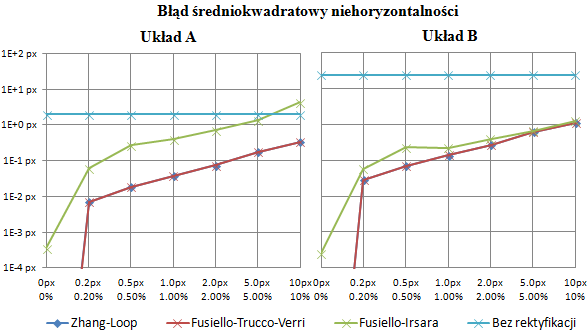 Błąd średniokwadratowy niehoryzontalności
Układ A
Układ B
1E+2 px
1E+1 px
1E+0 px
1E-1 px
1E-2 px
1E-3 px
1E-4 px
0px 0.2px 0.5px 1.0px 2.0px 5.0px 10px
0% 0.20% 0.50% 1.00% 2.00% 5.00% 10%
0px 0.2px 0.5px 1.0px 2.00px 5.0px 10px
0% 0.20% 0.50% 1.00% 2.00% 5.00% 10%
Zhang-Loop Fusiello-Trucco-Verri Fusiello-Irsara Bez rektyfikacji